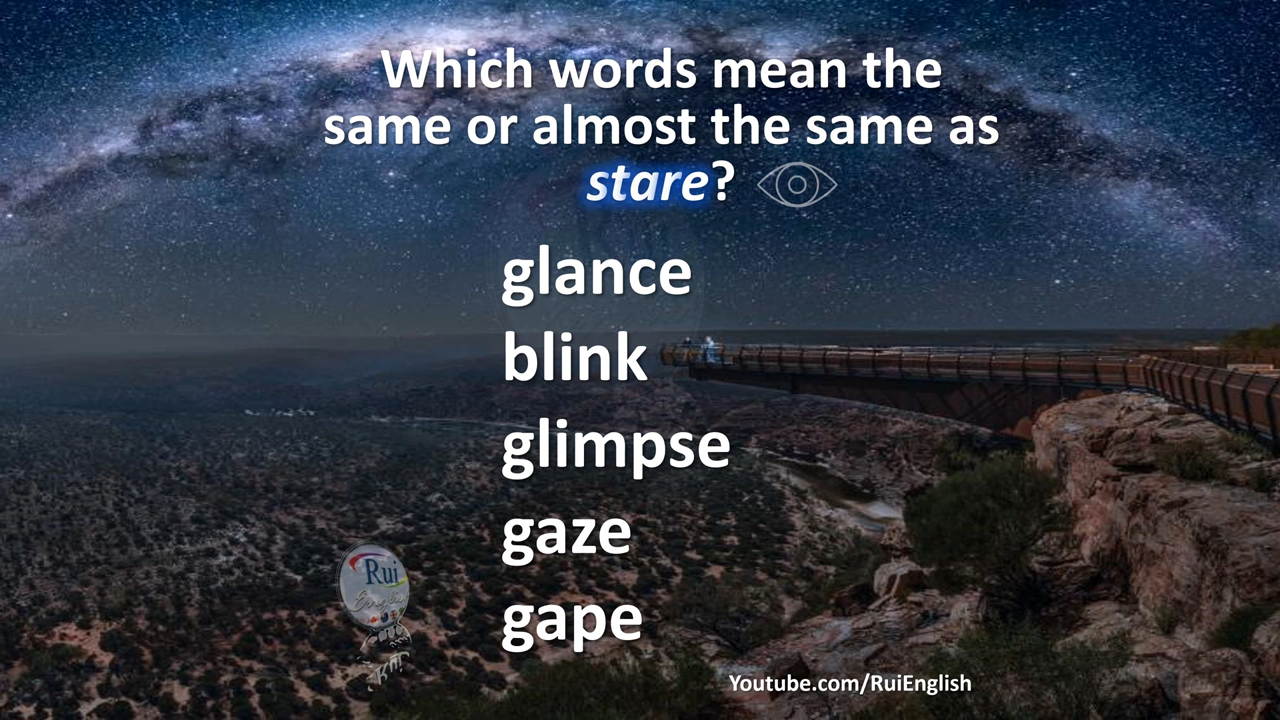 Which words mean the
same or almost the same as
stare?
glance
blink
glimpse
gaze
gape
Rui
English
Youtube.com/RuiEnglish